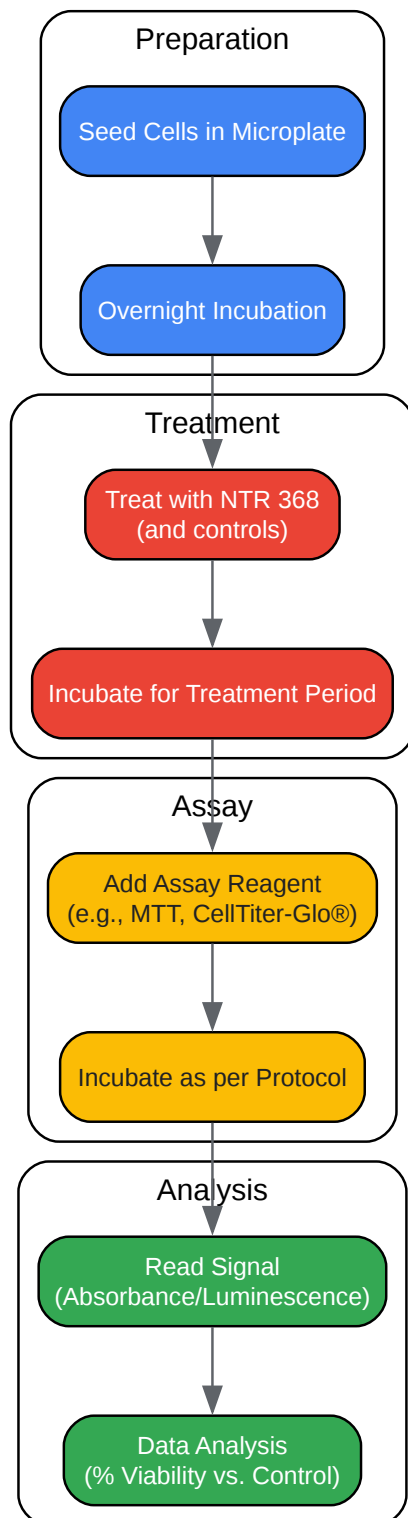 Preparation
Seed Cells in Microplate
Overnight Incubation
Treatment
Treat with NTR 368
(and controls)
Incubate for Treatment Period
Assay
Add Assay Reagent
(e.g., MTT, CellTiter-Glo®)
Incubate as per Protocol
Analysis
Read Signal
(Absorbance/Luminescence)
Data Analysis
(% Viability vs. Control)